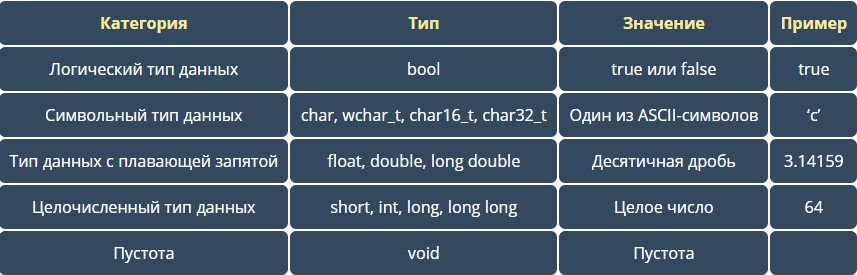 Категория Тип Значение Пример
Логический тип данных bool true или false true
Символьный тип данных char, wchar_t, char16_t, char32_t Один из ASCII-символов ‘c’
Тип данных с плавающей запятой float, double, long double Десятичная дробь 3.14159
Целочисленный тип данных short, int, long, long long Целое число 64
Пустота void Пустота